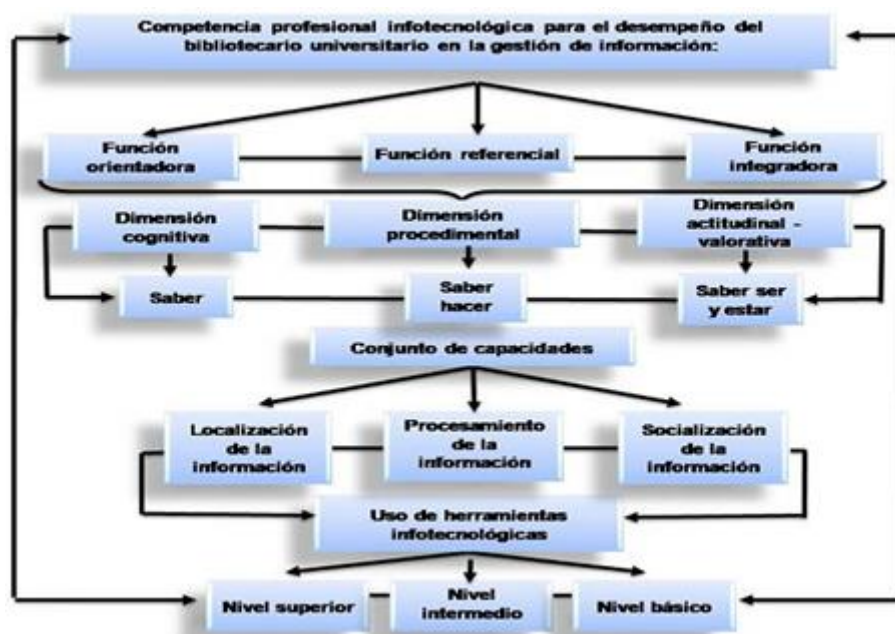 Competencia profesional infotecnológica para el desempeño del
bibliotecario universitario en la gestión de información:
Función
orientadora
Función referencial
Función
integradora
Dimensión
cognitiva
Dimensión
procedimental
Dimensión
actitudinal -
valorativa
Saber
Saber
hacer
Saber ser
y estar
Conjunto de capacidades
Localización
de la
información
Procesamiento
de la
información
Socialización
de la
información
Uso de herramientas
infotecnológicas
Nivel superior
Nivel
intermedio
Nivel básico